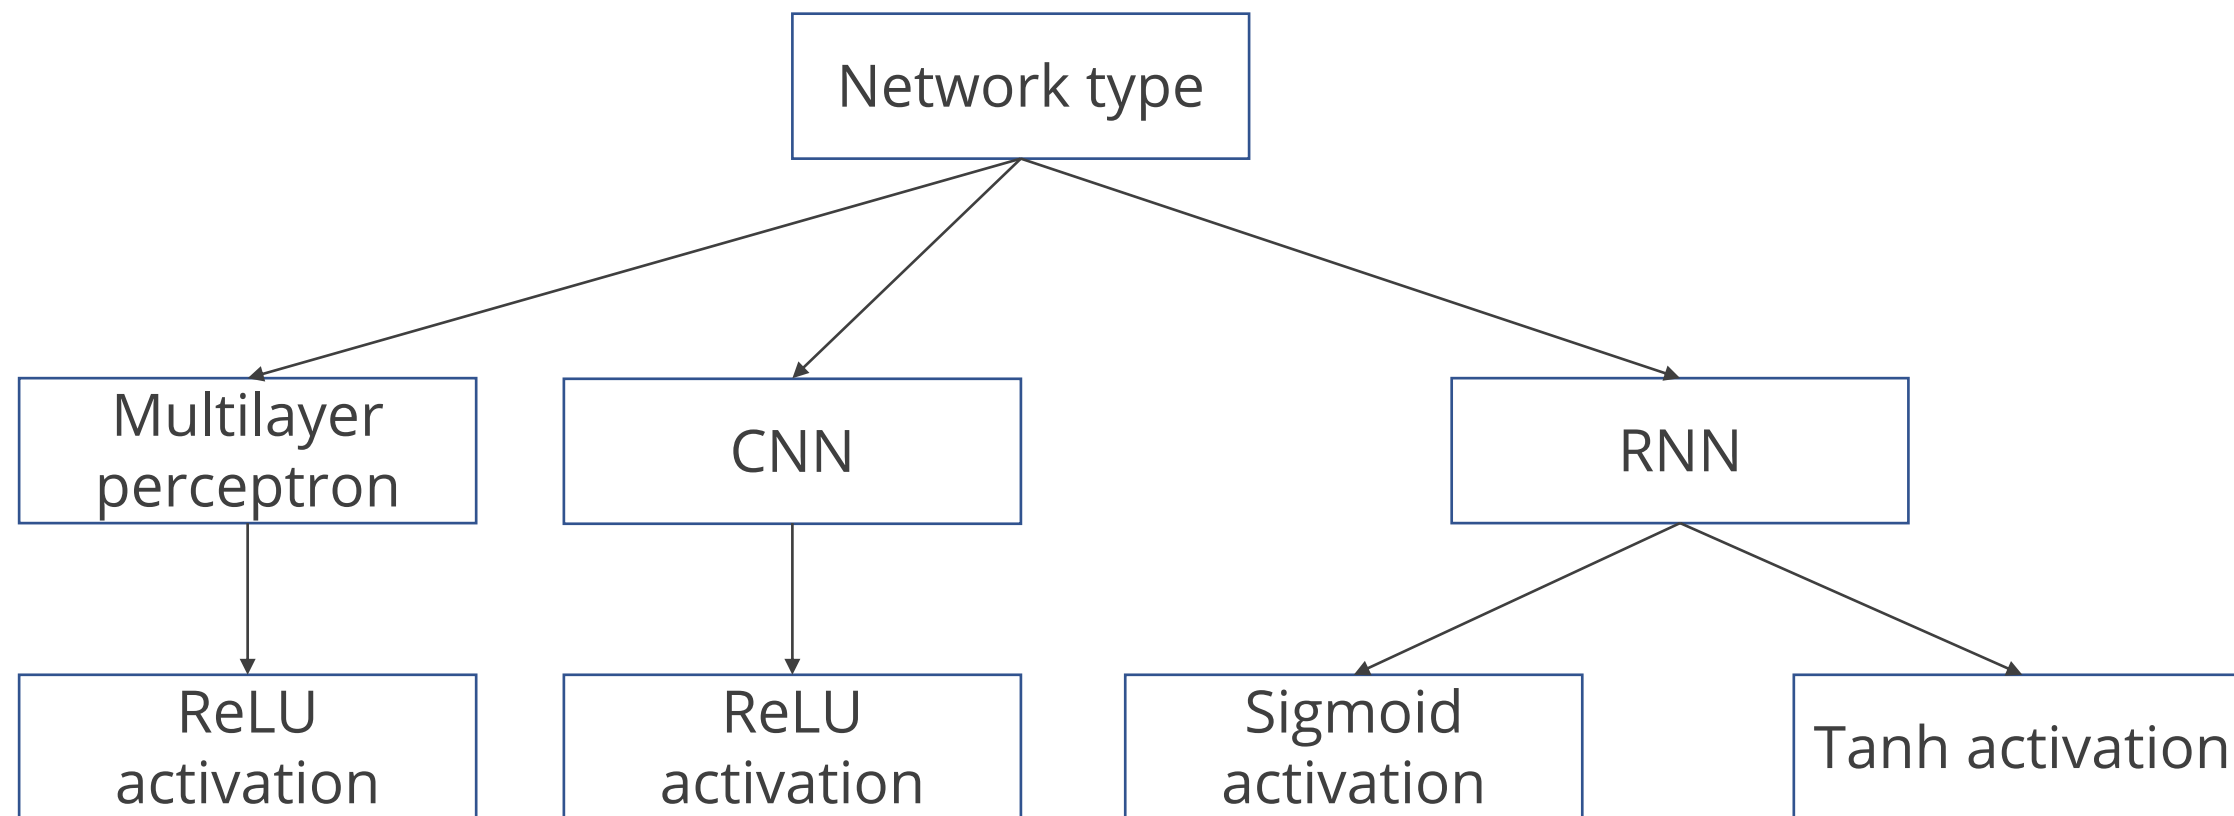 Network type
Multilayer
perceptron
CNN
RNN
ReLU
activation
ReLU
activation
Sigmoid
activation
Tanh activation